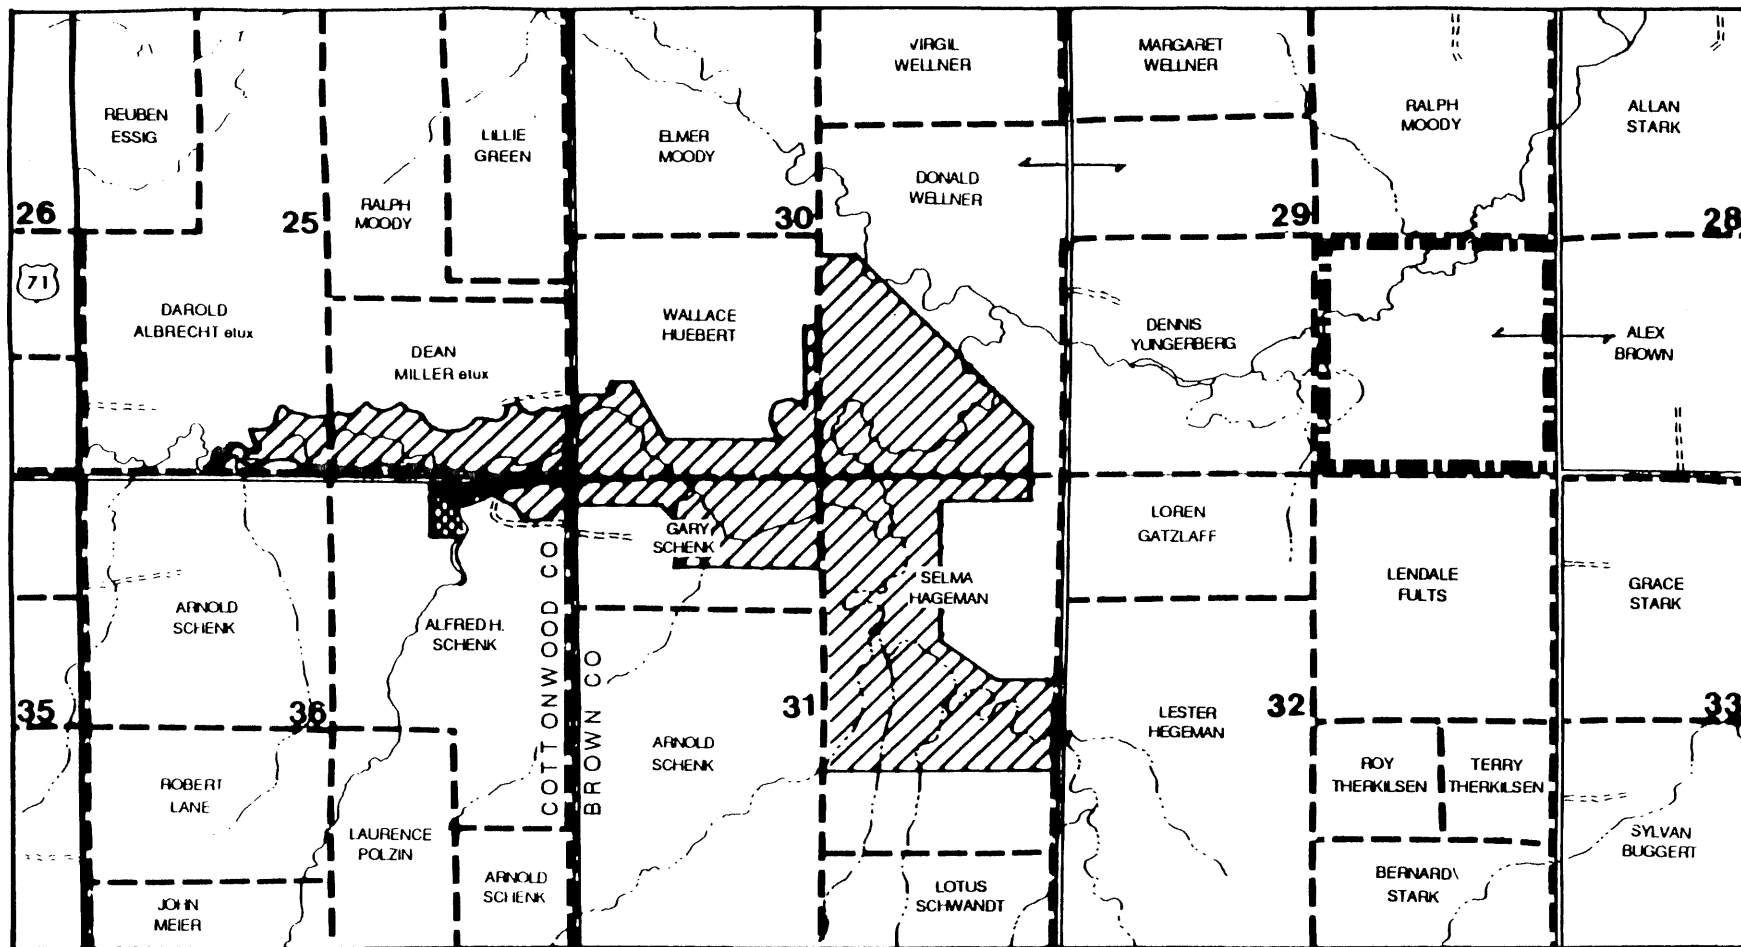 VIRGIL
WELLNER
MARGARET
WELLNER
REUBEN
ESSIG
LILLIE
GREEN
ELMER
MOODY
RALPH
MOODY
ALLAN
STARK
DONALD
WELLNER
RALPH
MOODY
26
25
30
29
28
71
DAROLD
ALBRECHT etux
DEAN
MILLER etux
WALLACE
HUEBERT
DENNIS
YUNGERBERG
ALEX
BROWN
GARY
SCHENK
LOREN
GATZLAFF
SELMA
HAGEMAN
LENDALE
FULTS
GRACE
STARK
ARNOLD
SCHENK
ALFRED H.
SCHENK
COTTONWOOD CO
BROWN CO
35
36
31
32
33
LESTER
HEGEMAN
ARNOLD
SCHENK
ROBERT
LANE
ROY
THERKILSEN
TERRY
THERKILSEN
LAURENCE
POLZIN
SYLVAN
BUGGERT
ARNOLD
SCHENK
LOTUS
SCHWANDT
BERNARD
STARK
JOHN
MEIER